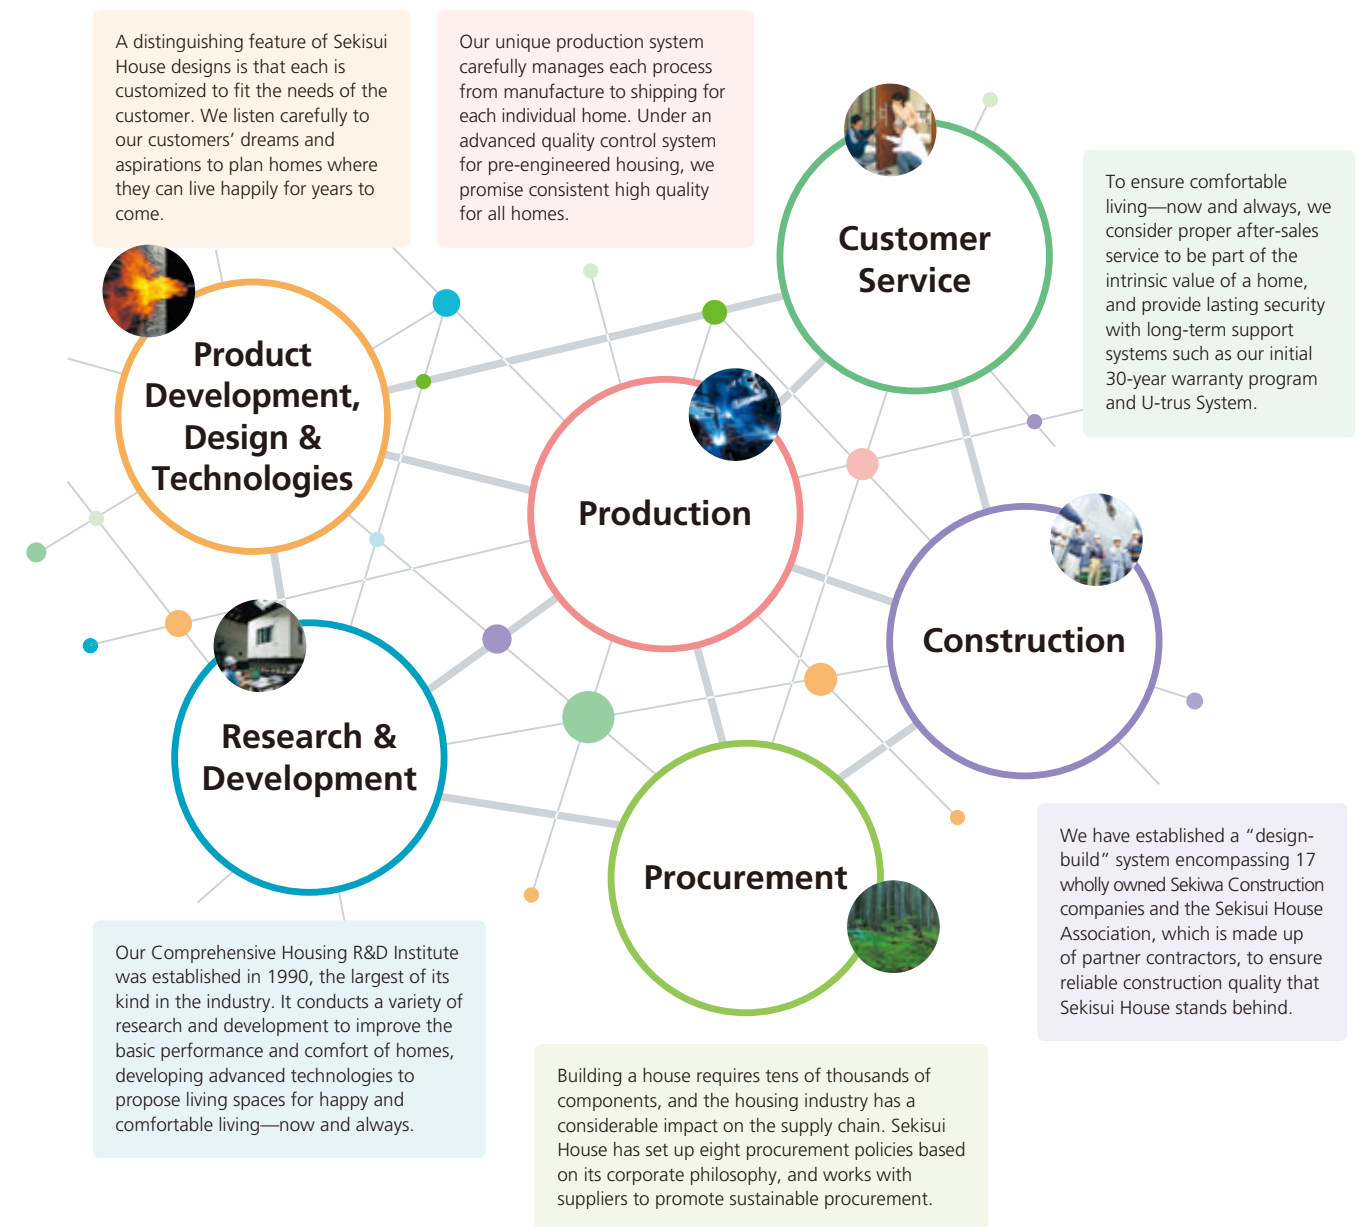 A distinguishing feature of Sekisui
House designs is that each is
customized to fit the needs of the
customer. We listen carefully to
our customers’ dreams and
aspirations to plan homes where
they can live happily for years to
come.
Our unique production system
carefully manages each process
from manufacture to shipping for
each individual home. Under an
advanced quality control system
for pre-engineered housing, we
promise consistent high quality
for all homes.
Customer
Service
To ensure comfortable
living—now and always, we
consider proper after-sales
service to be part of the
intrinsic value of a home,
and provide lasting security
with long-term support
systems such as our initial
30-year warranty program
and U-trus System.
Product
Development,
Design &
Technologies
Production
Construction
Research &
Development
Procurement
We have established a “design-
build” system encompassing 17
wholly owned Sekiwa Construction
companies and the Sekisui House
Association, which is made up
of partner contractors, to ensure
reliable construction quality that
Sekisui House stands behind.
Our Comprehensive Housing R&D Institute
was established in 1990, the largest of its
kind in the industry. It conducts a variety of
research and development to improve the
basic performance and comfort of homes,
developing advanced technologies to
propose living spaces for happy and
comfortable living—now and always.
Building a house requires tens of thousands of
components, and the housing industry has a
considerable impact on the supply chain. Sekisui
House has set up eight procurement policies based
on its corporate philosophy, and works with
suppliers to promote sustainable procurement.